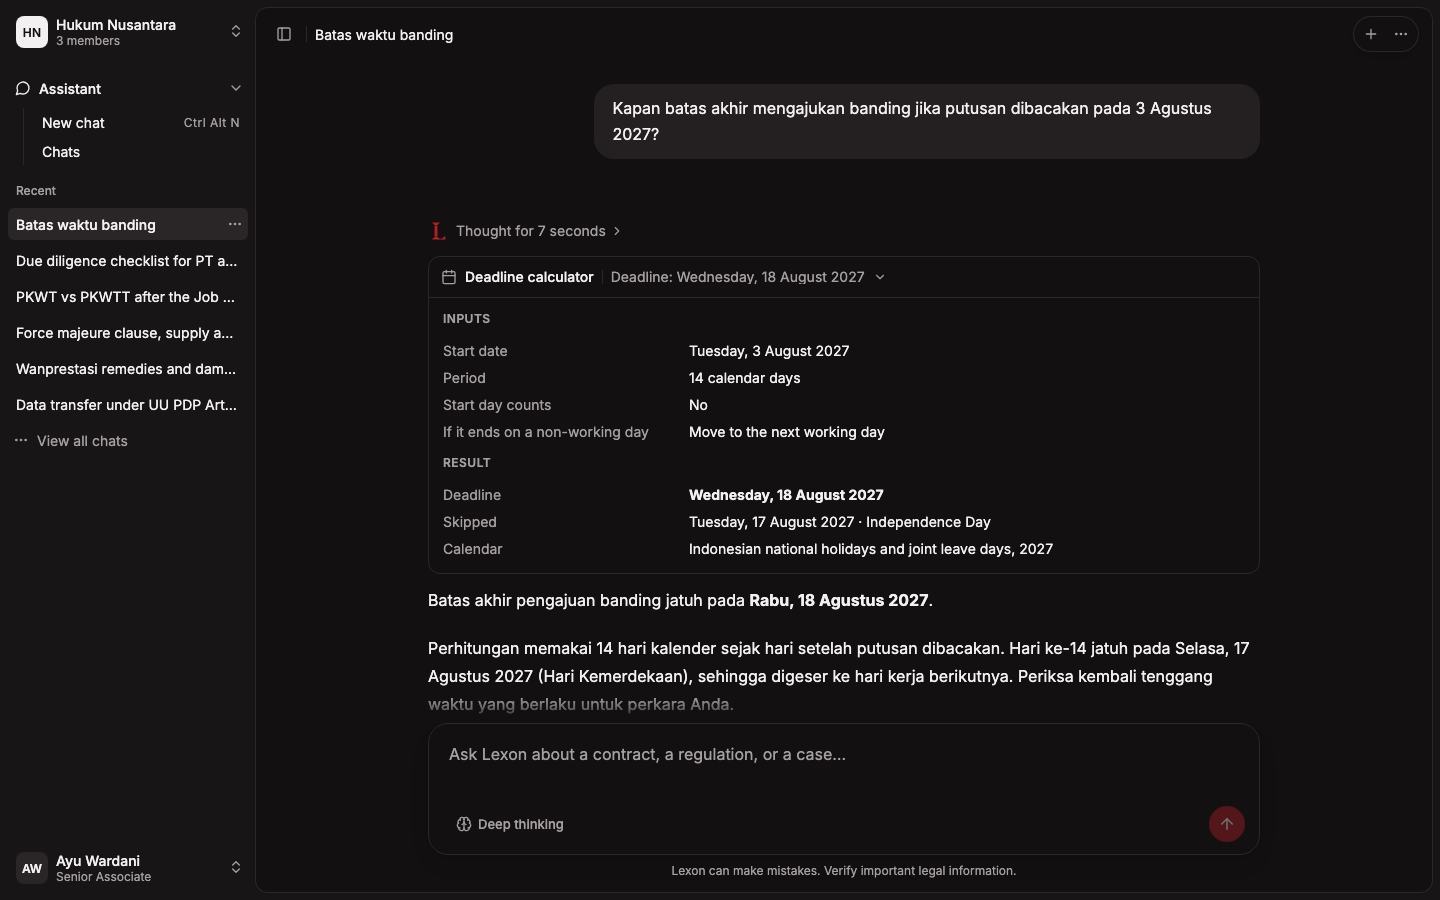 HN
Hukum Nusantara
3 members
Assistant
New chat Ctrl Alt N
Chats
Recent
Batas waktu banding
Due diligence checklist for PT a...
PKWT vs PKWTT after the Job ...
Force majeure clause, supply a...
Wanprestasi remedies and dam...
Data transfer under UU PDP Art...
View all chats
AW
Ayu Wardani
Senior Associate
Batas waktu banding
Kapan batas akhir mengajukan banding jika putusan dibacakan pada 3 Agustus
2027?
L Thought for 7 seconds
Deadline calculator Deadline: Wednesday, 18 August 2027
INPUTS
Start date Tuesday, 3 August 2027
Period 14 calendar days
Start day counts No
If it ends on a non-working day Move to the next working day
RESULT
Deadline Wednesday, 18 August 2027
Skipped Tuesday, 17 August 2027 · Independence Day
Calendar Indonesian national holidays and joint leave days, 2027
Batas akhir pengajuan banding jatuh pada Rabu, 18 Agustus 2027.
Perhitungan memakai 14 hari kalender sejak hari setelah putusan dibacakan. Hari ke-14 jatuh pada Selasa, 17
Agustus 2027 (Hari Kemerdekaan), sehingga digeser ke hari kerja berikutnya. Periksa kembali tenggang
waktu yang berlaku untuk perkara Anda.
Ask Lexon about a contract, a regulation, or a case...
Deep thinking
Lexon can make mistakes. Verify important legal information.